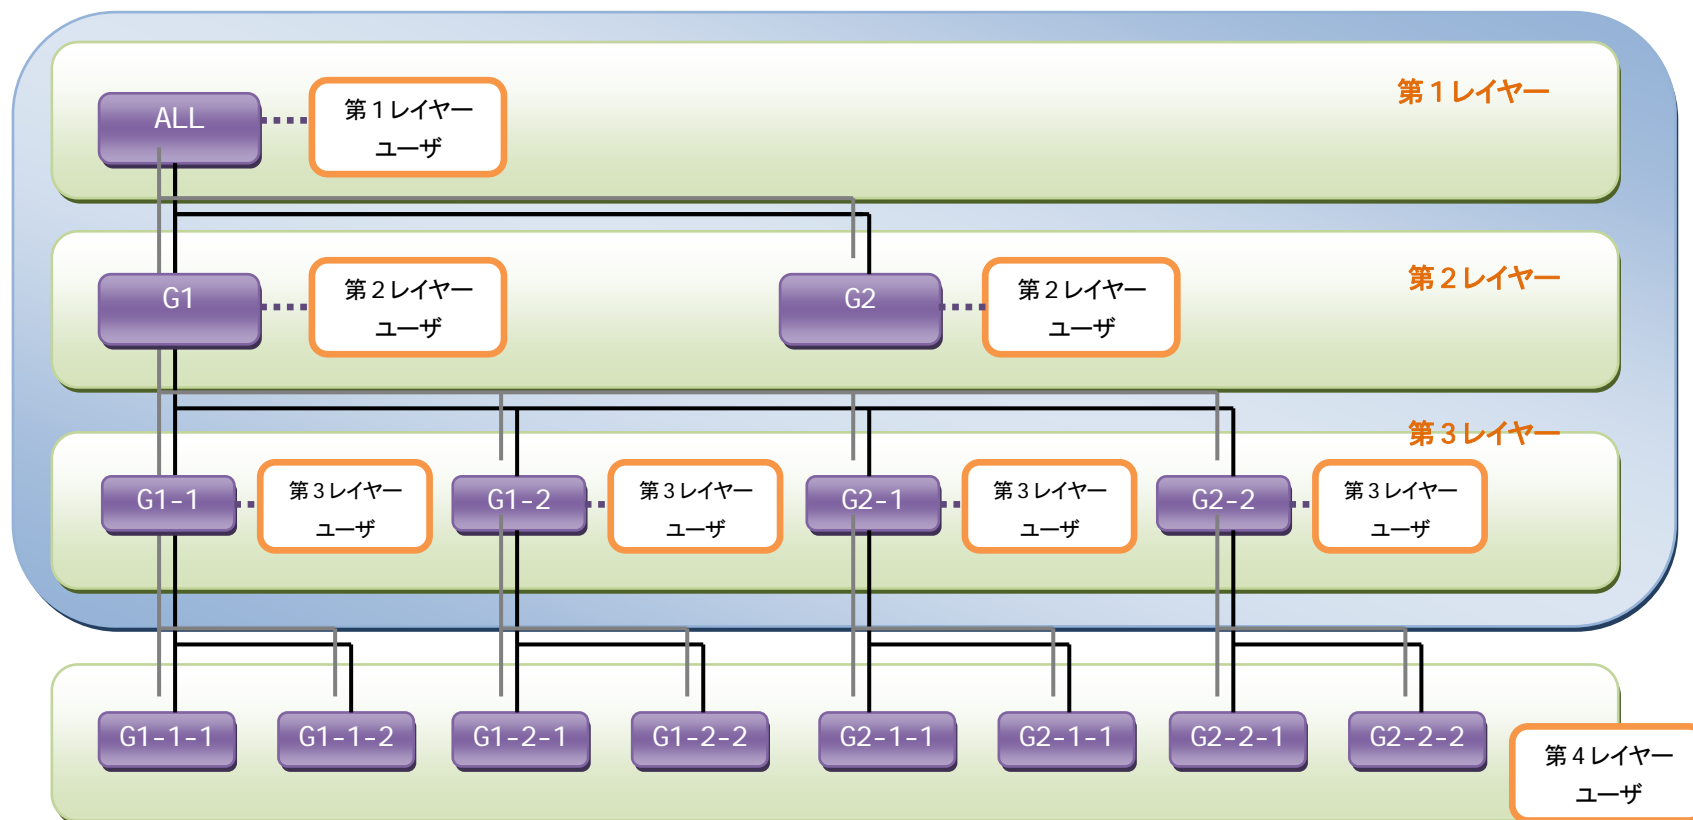 第1レイヤー
ALL
第1レイヤー
ユーザ
第2レイヤー
G1
第2レイヤー
ユーザ
G2
第2レイヤー
ユーザ
第3レイヤー
G1-1
第3レイヤー
ユーザ
G1-2
第3レイヤー
ユーザ
G2-1
第3レイヤー
ユーザ
G2-2
第3レイヤー
ユーザ
G1-1-1
G1-1-2
G1-2-1
G1-2-2
G2-1-1
G2-1-1
G2-2-1
G2-2-2
第4レイヤー
ユーザ